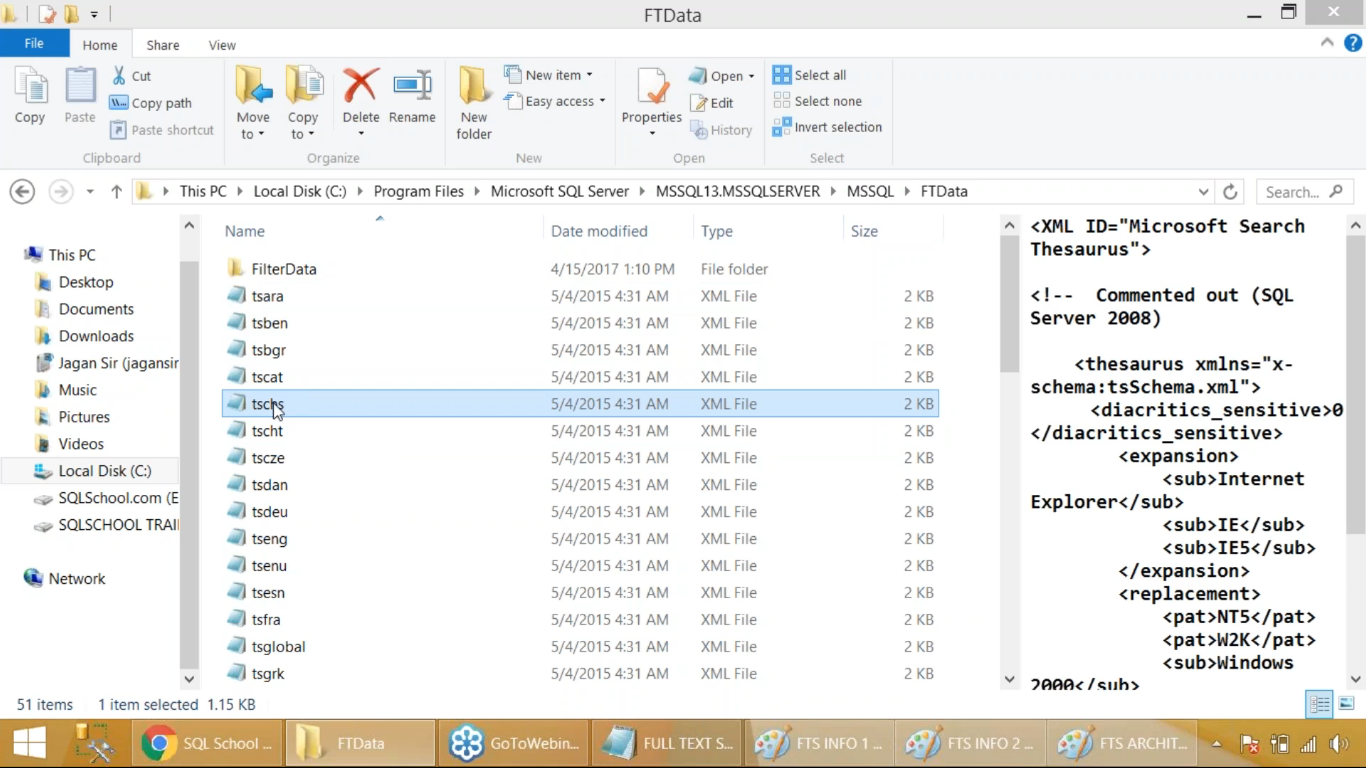 FTData
File
Home
Share
View
Copy
Paste
Cut
Copy path
Paste shortcut
Clipboard
Move to
Copy to
Delete
Rename
Organize
New folder
New item
Easy access
New
Properties
Open
Edit
History
Open
Select all
Select none
Invert selection
Select
This PC Local Disk (C:) Program Files Microsoft SQL Server MSSQL13.MSSQLSERVER MSSQL FTData
Search...
This PC
Desktop
Documents
Downloads
Jagan Sir (jagansir
Music
Pictures
Videos
Local Disk (C:)
SQLSchool.com (E
SQLSCHOOL TRAI
Network
Name Date modified Type Size
FilterData 4/15/2017 1:10 PM File folder
tsara 5/4/2015 4:31 AM XML File 2 KB
tsben 5/4/2015 4:31 AM XML File 2 KB
tsbgr 5/4/2015 4:31 AM XML File 2 KB
tscat 5/4/2015 4:31 AM XML File 2 KB
tschs 5/4/2015 4:31 AM XML File 2 KB
tscht 5/4/2015 4:31 AM XML File 2 KB
tscze 5/4/2015 4:31 AM XML File 2 KB
tsdan 5/4/2015 4:31 AM XML File 2 KB
tsdeu 5/4/2015 4:31 AM XML File 2 KB
tseng 5/4/2015 4:31 AM XML File 2 KB
tsenu 5/4/2015 4:31 AM XML File 2 KB
tsesn 5/4/2015 4:31 AM XML File 2 KB
tsfra 5/4/2015 4:31 AM XML File 2 KB
tsglobal 5/4/2015 4:31 AM XML File 2 KB
tsgrk 5/4/2015 4:31 AM XML File 2 KB
<XML ID="Microsoft Search
Thesaurus">
<!-- Commented out (SQL
Server 2008)
<thesaurus xmlns="x-
schema:tsSchema.xml">
<diacritics_sensitive>0
</diacritics_sensitive>
<expansion>
<sub>Internet
Explorer</sub>
<sub>IE</sub>
<sub>IE5</sub>
</expansion>
<replacement>
<pat>NT5</pat>
<pat>W2K</pat>
<sub>Windows
2000</sub>
51 items 1 item selected 1.15 KB
SQL School ...
FTData
GoToWebin...
FULL TEXT S...
FTS INFO 1 ...
FTS INFO 2 ...
FTS ARCHIT...